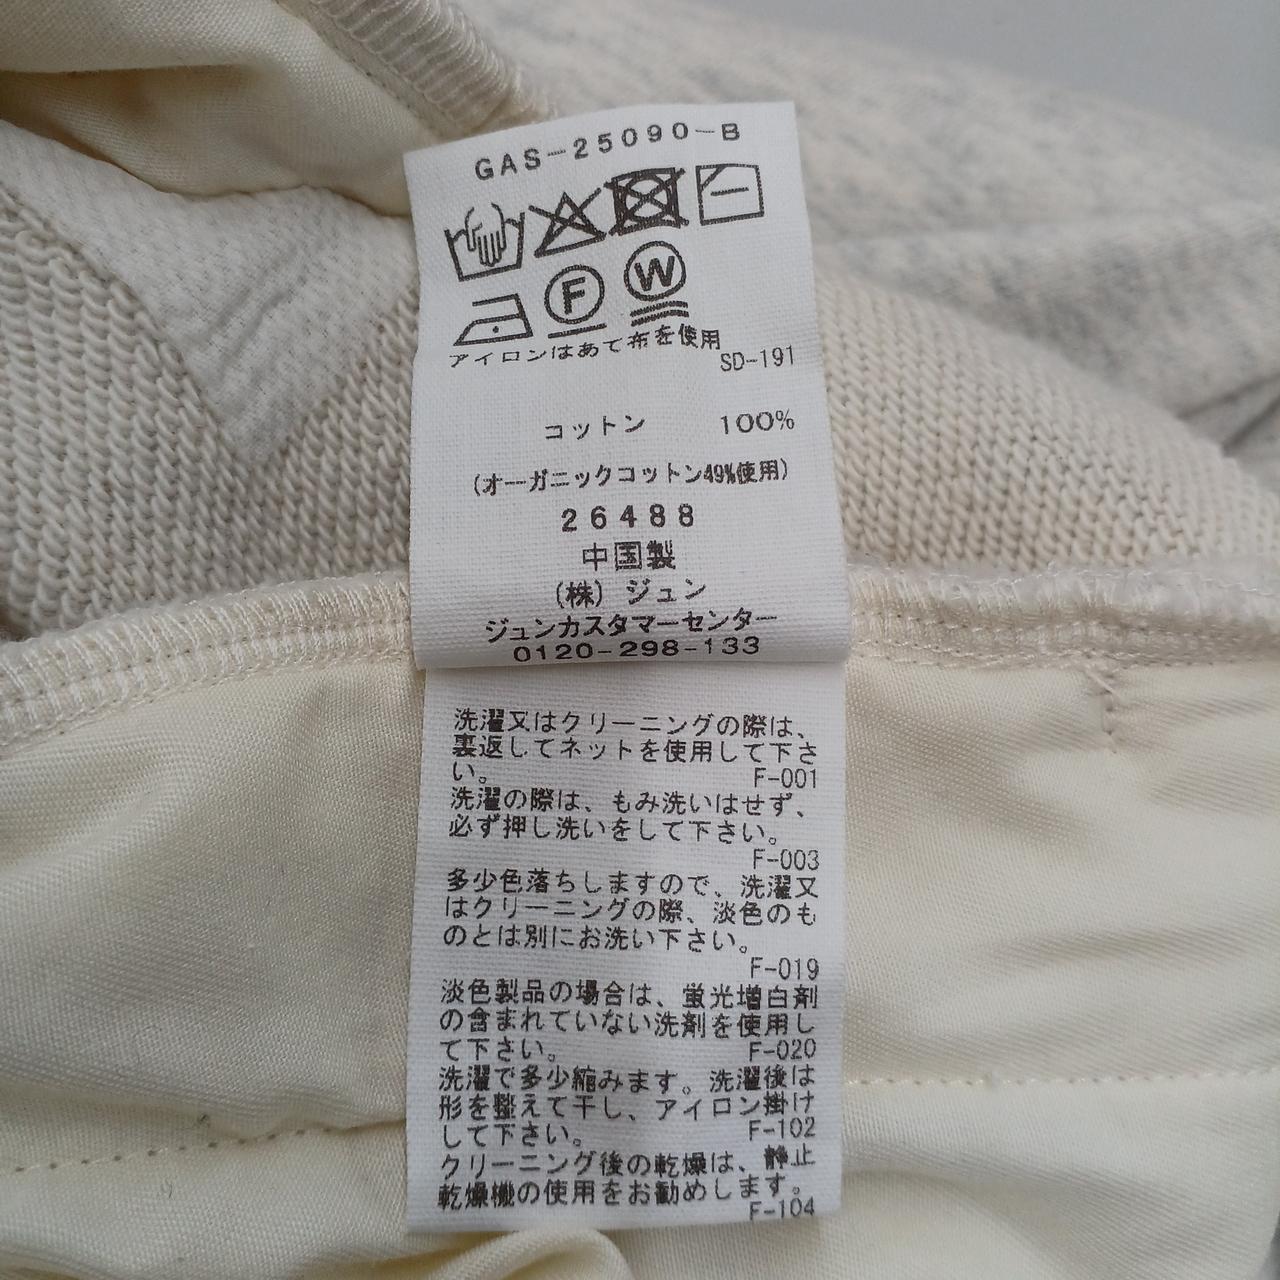 GAS-25090-B
F W
アイロンはあて布を使用
SD-191
コットン 100%
(オーガニックコットン49%使用)
26488
中国製
(株) ジュン
ジュンカスタマーセンター
0120-298-133
洗濯又はクリーニングの際は、
裏返してネットを使用して下さ
い。 F-001
洗濯の際は、もみ洗いはせず、
必ず押し洗いをして下さい。
F-003
多少色落ちしますので、洗濯又
はクリーニングの際、淡色のも
のとは別にお洗い下さい。
F-019
淡色製品の場合は、蛍光増白剤
の含まれていない洗剤を使用し
て下さい。 F-020
洗濯で多少縮みます。洗濯後は
形を整えて干し、アイロン掛け
して下さい。 F-102
クリーニング後の乾燥は、静止
乾燥機の使用をお勧めします。
F-104